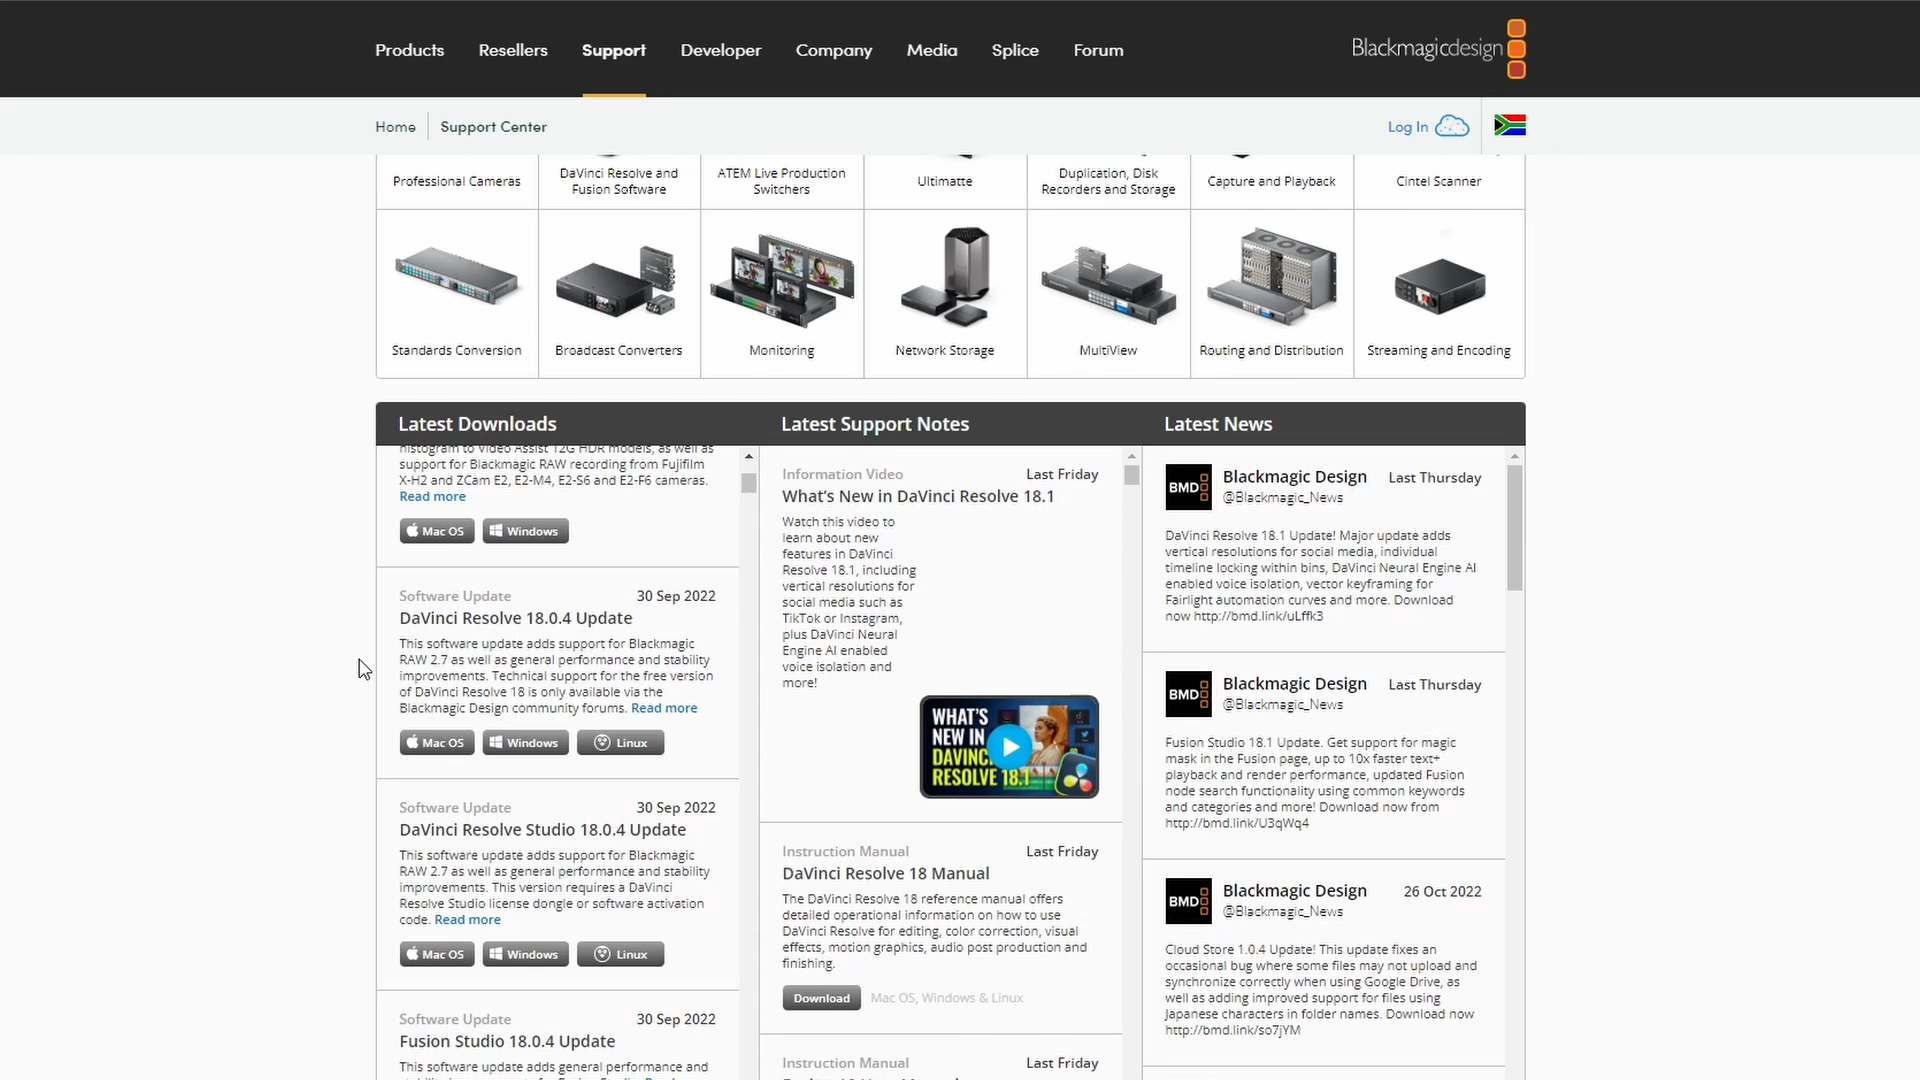 Products Resellers Support Developer Company Media Splice Forum
Blackmagicdesign
Home Support Center
Log In
Professional Cameras
DaVinci Resolve and
Fusion Software
ATEM Live Production
Switchers
Ultimatte
Duplication, Disk
Recorders and Storage
Capture and Playback
Cintel Scanner
Standards Conversion
Broadcast Converters
Monitoring
Network Storage
MultiView
Routing and Distribution
Streaming and Encoding
Latest Downloads
histogram to Video Assist 12G HDR models, as well as
support for Blackmagic RAW recording from Fujifilm
X-H2 and ZCam E2, E2-M4, E2-S6 and E2-F6 cameras.
Read more
Mac OS Windows
Software Update 30 Sep 2022
DaVinci Resolve 18.0.4 Update
This software update adds support for Blackmagic
RAW 2.7 as well as general performance and stability
improvements. Technical support for the free version
of DaVinci Resolve 18 is only available via the
Blackmagic Design community forums. Read more
Mac OS Windows Linux
Software Update 30 Sep 2022
DaVinci Resolve Studio 18.0.4 Update
This software update adds support for Blackmagic
RAW 2.7 as well as general performance and stability
improvements. This version requires a DaVinci
Resolve Studio license dongle or software activation
code. Read more
Mac OS Windows Linux
Software Update 30 Sep 2022
Fusion Studio 18.0.4 Update
This software update adds general performance and
Latest Support Notes
Information Video Last Friday
What's New in DaVinci Resolve 18.1
Watch this video to
learn about new
features in DaVinci
Resolve 18.1, including
vertical resolutions for
social media such as
TikTok or Instagram,
plus DaVinci Neural
Engine AI enabled
voice isolation and
more!
WHAT'S
NEW IN
DAVINCI
RESOLVE 18.1
Instruction Manual Last Friday
DaVinci Resolve 18 Manual
The DaVinci Resolve 18 reference manual offers
detailed operational information on how to use
DaVinci Resolve for editing, color correction, visual
effects, motion graphics, audio post production and
finishing.
Download Mac OS, Windows & Linux
Instruction Manual Last Friday
Latest News
BMD
Blackmagic Design Last Thursday
@Blackmagic_News
DaVinci Resolve 18.1 Update! Major update adds
vertical resolutions for social media, individual
timeline locking within bins, DaVinci Neural Engine AI
enabled voice isolation, vector keyframing for
Fairlight automation curves and more. Download
now http://bmd.link/uLffk3
BMD
Blackmagic Design Last Thursday
@Blackmagic_News
Fusion Studio 18.1 Update. Get support for magic
mask in the Fusion page, up to 10x faster text+
playback and render performance, updated Fusion
node search functionality using common keywords
and categories and more! Download now from
http://bmd.link/U3qWq4
BMD
Blackmagic Design 26 Oct 2022
@Blackmagic_News
Cloud Store 1.0.4 Update! This update fixes an
occasional bug where some files may not upload and
synchronize correctly when using Google Drive, as
well as adding improved support for files using
Japanese characters in folder names. Download now
http://bmd.link/so7jYM